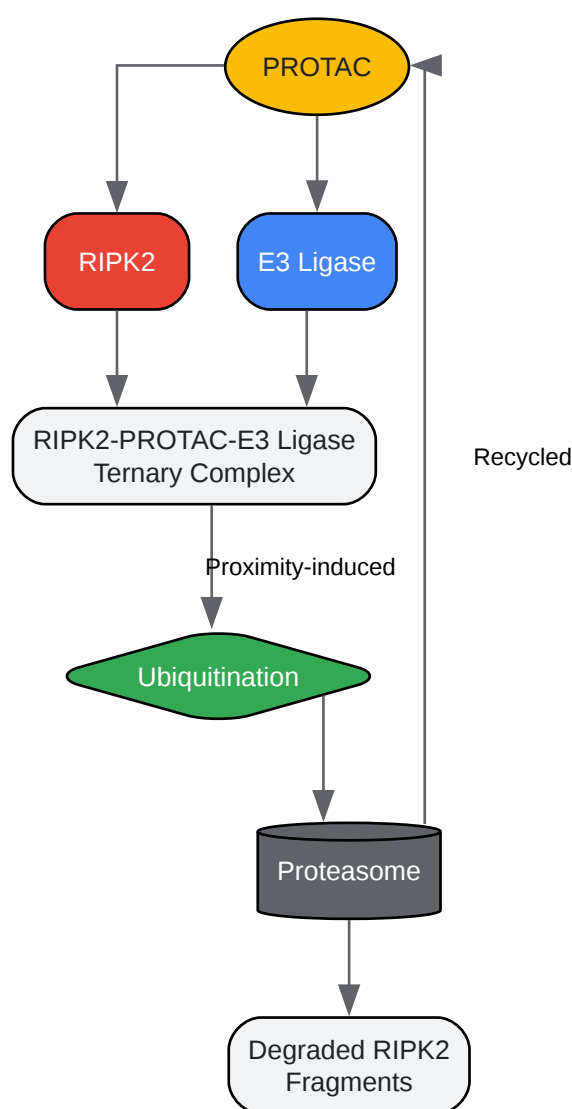 PROTAC
RIPK2
E3 Ligase
RIPK2-PROTAC-E3 Ligase
Ternary Complex
Recycled
Proximity-induced
Ubiquitination
Proteasome
Degraded RIPK2
Fragments